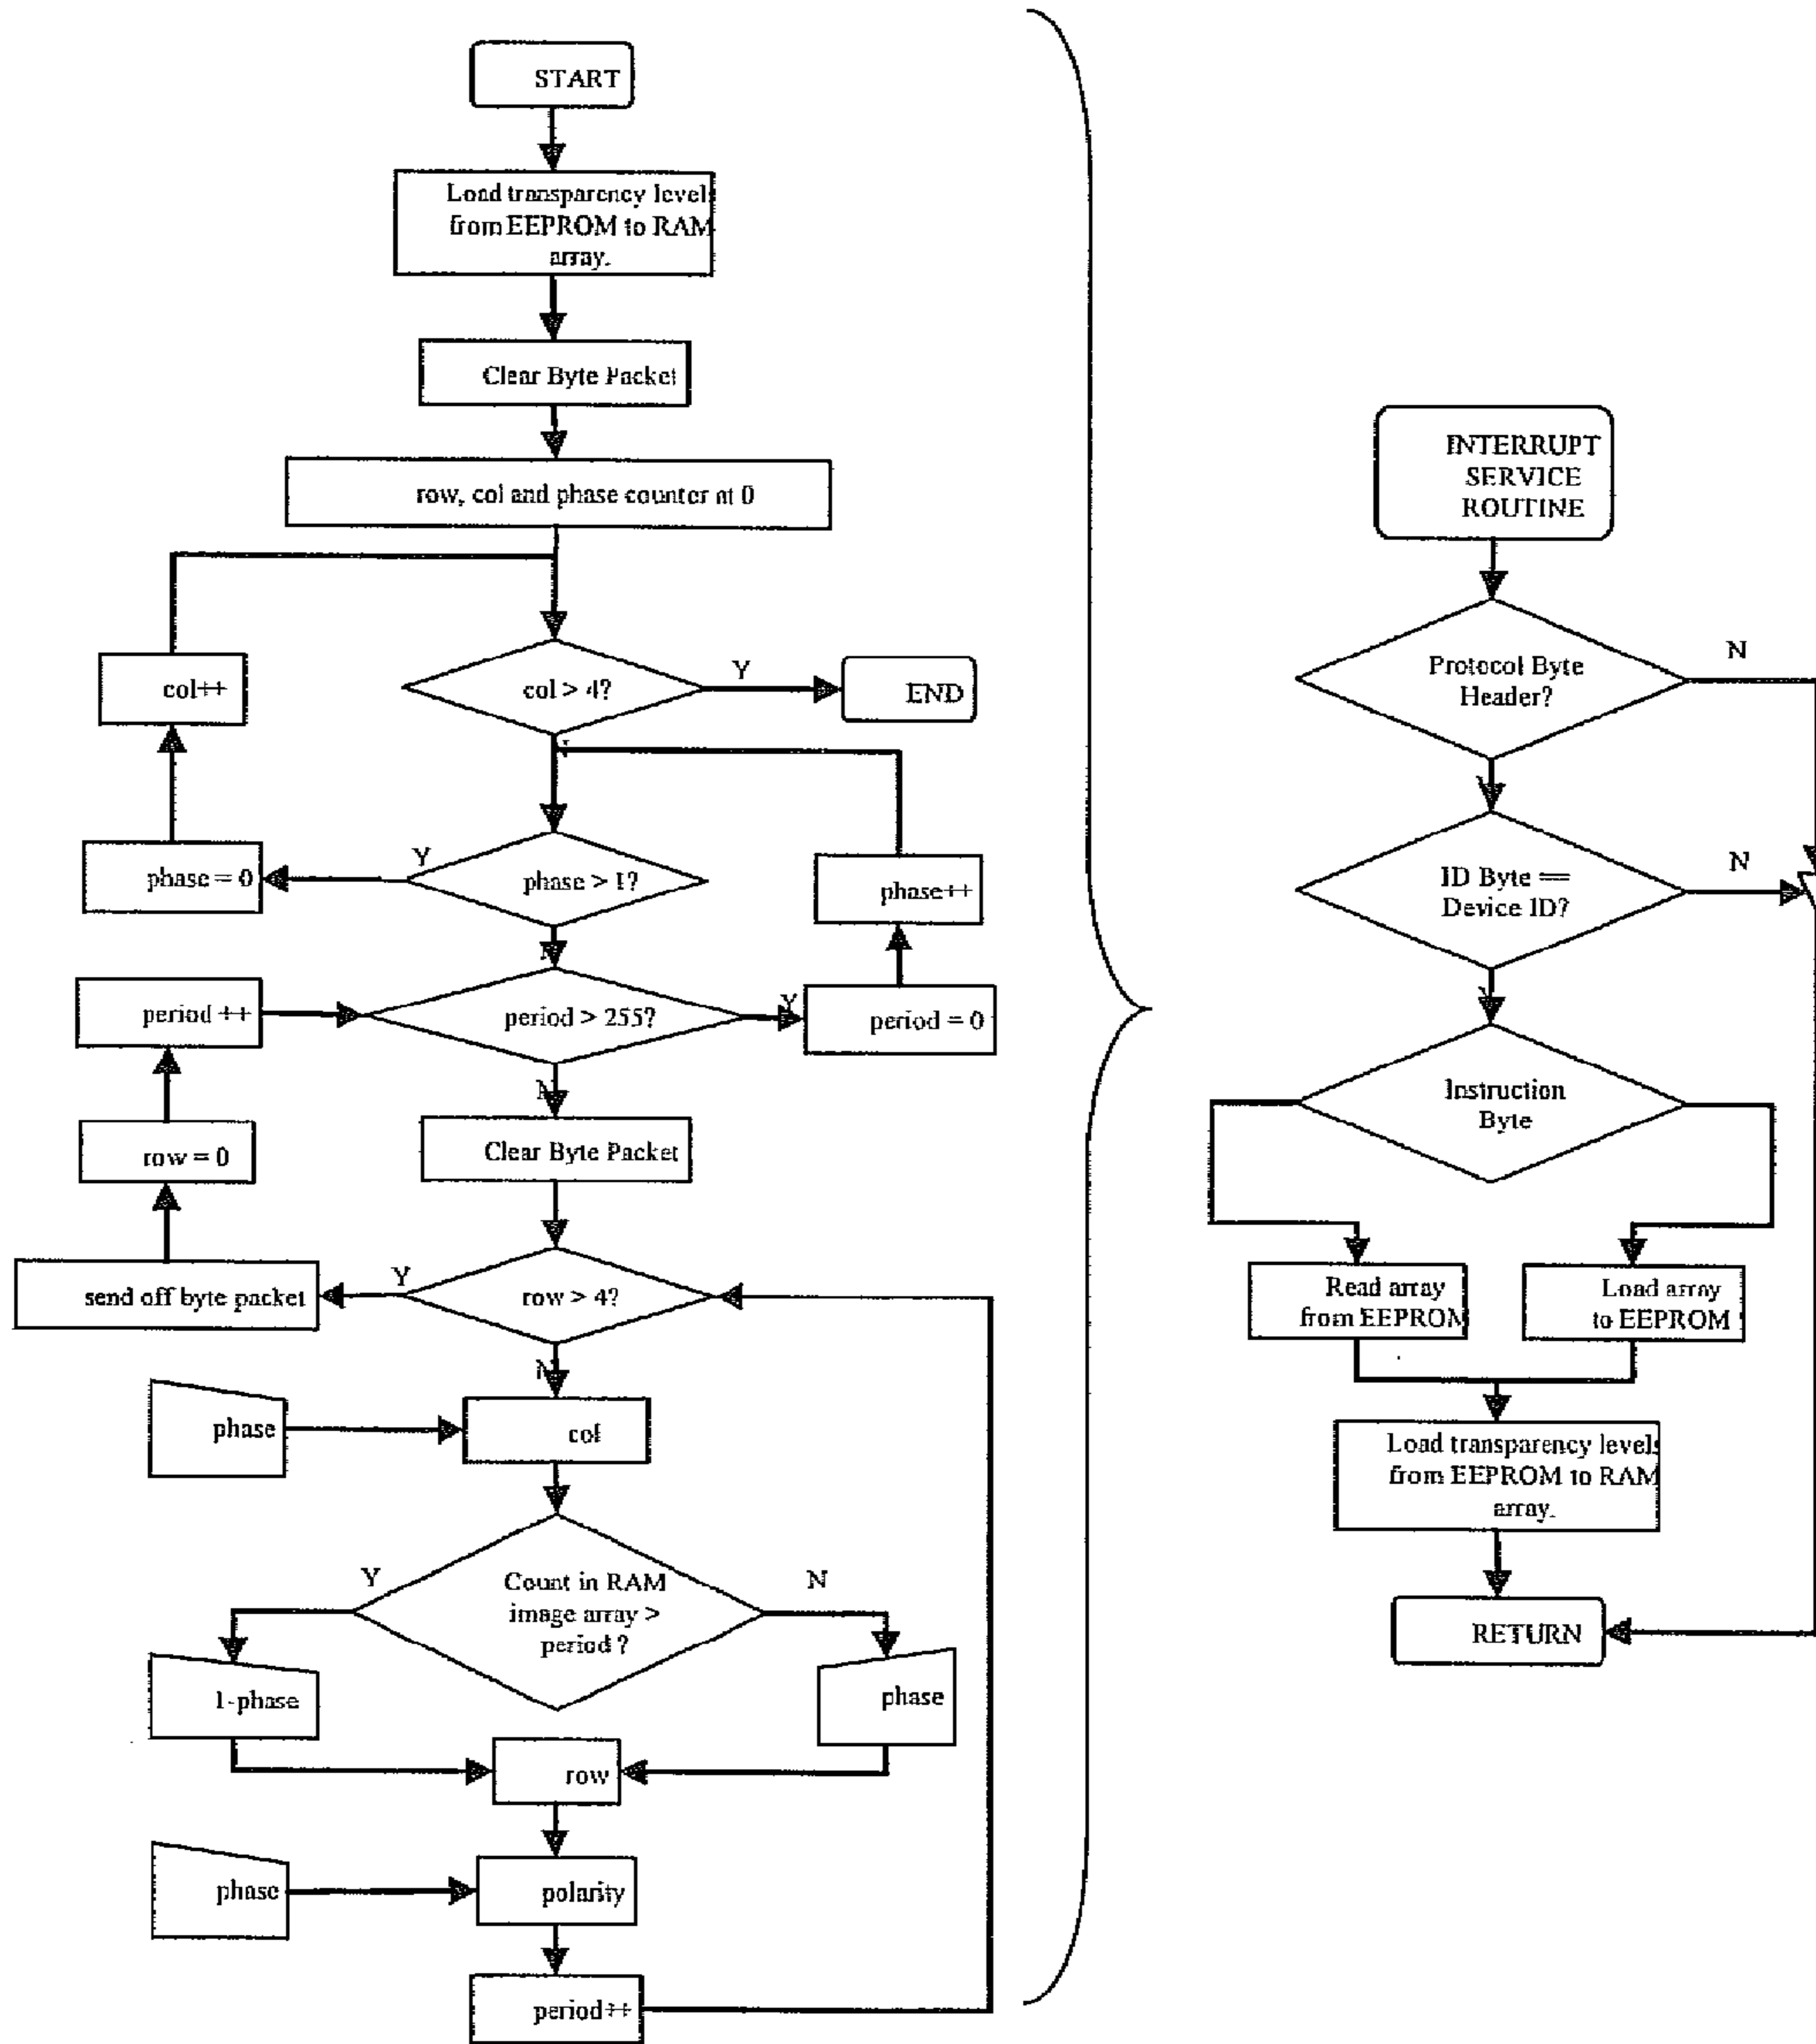 START
Load transparency levels
from EEPROM to RAM
array.
Clear Byte Packet
row, col and phase counter at 0
col > 4?
Y
END
N
col++
phase > 1?
Y
phase = 0
N
phase++
period > 255?
Y
period = 0
period ++
N
Clear Byte Packet
row = 0
row > 4?
Y
send off byte packet
N
phase
col
Count in RAM
image array >
period ?
Y
N
1-phase
phase
row
phase
polarity
period++
INTERRUPT
SERVICE
ROUTINE
Protocol Byte
Header?
N
Y
ID Byte ==
Device ID?
N
Y
Instruction
Byte
Read array
from EEPROM
Load array
to EEPROM
Load transparency levels
from EEPROM to RAM
array.
RETURN